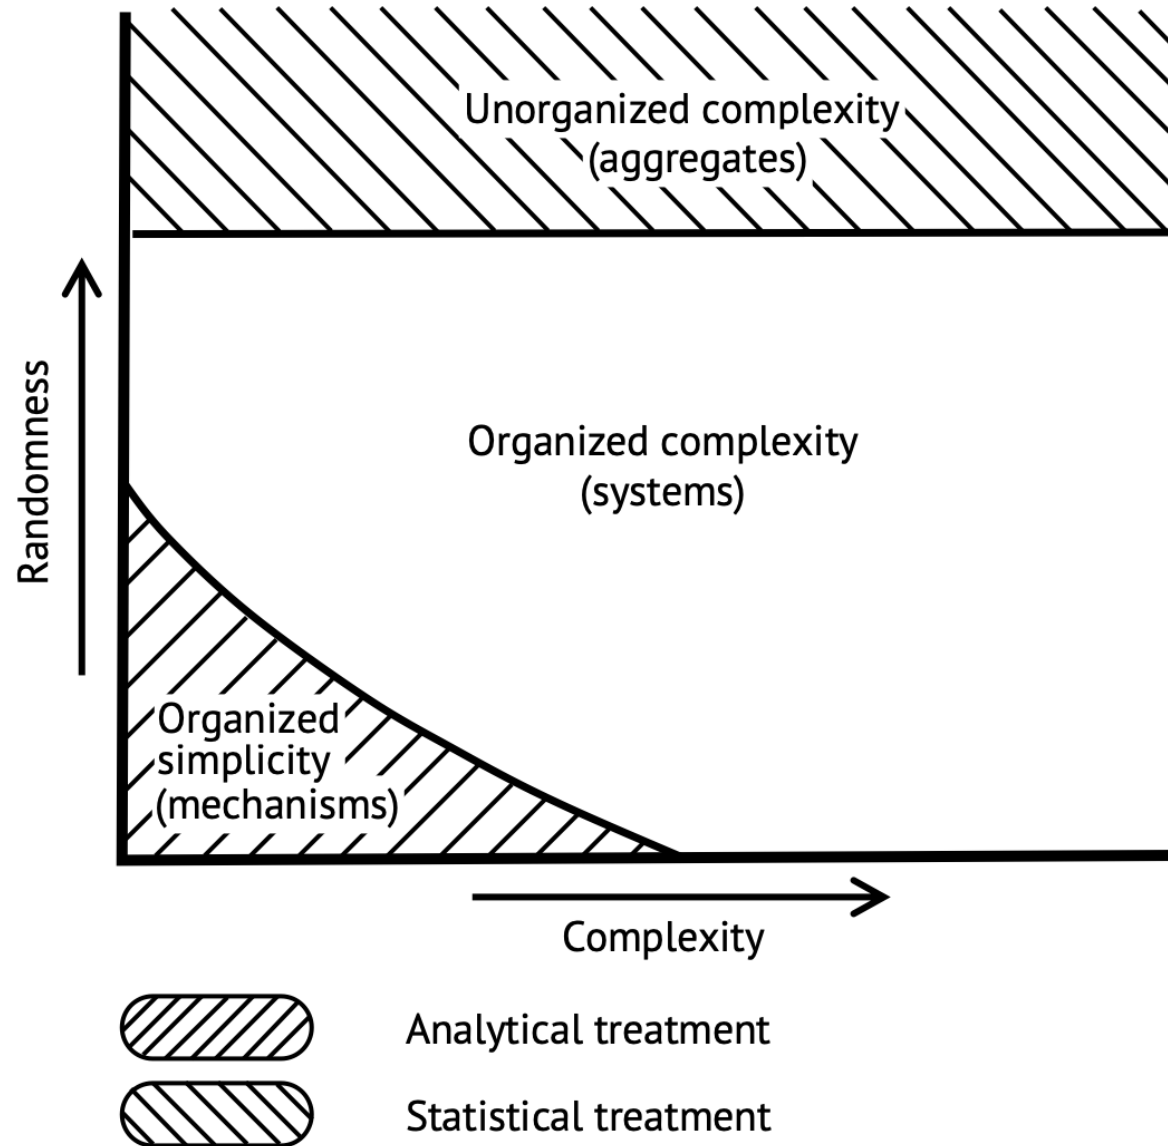 Unorganized complexity
(aggregates)
Randomness
Organized complexity
(systems)
Organized
simplicity
(mechanisms)
Complexity
Analytical treatment
Statistical treatment